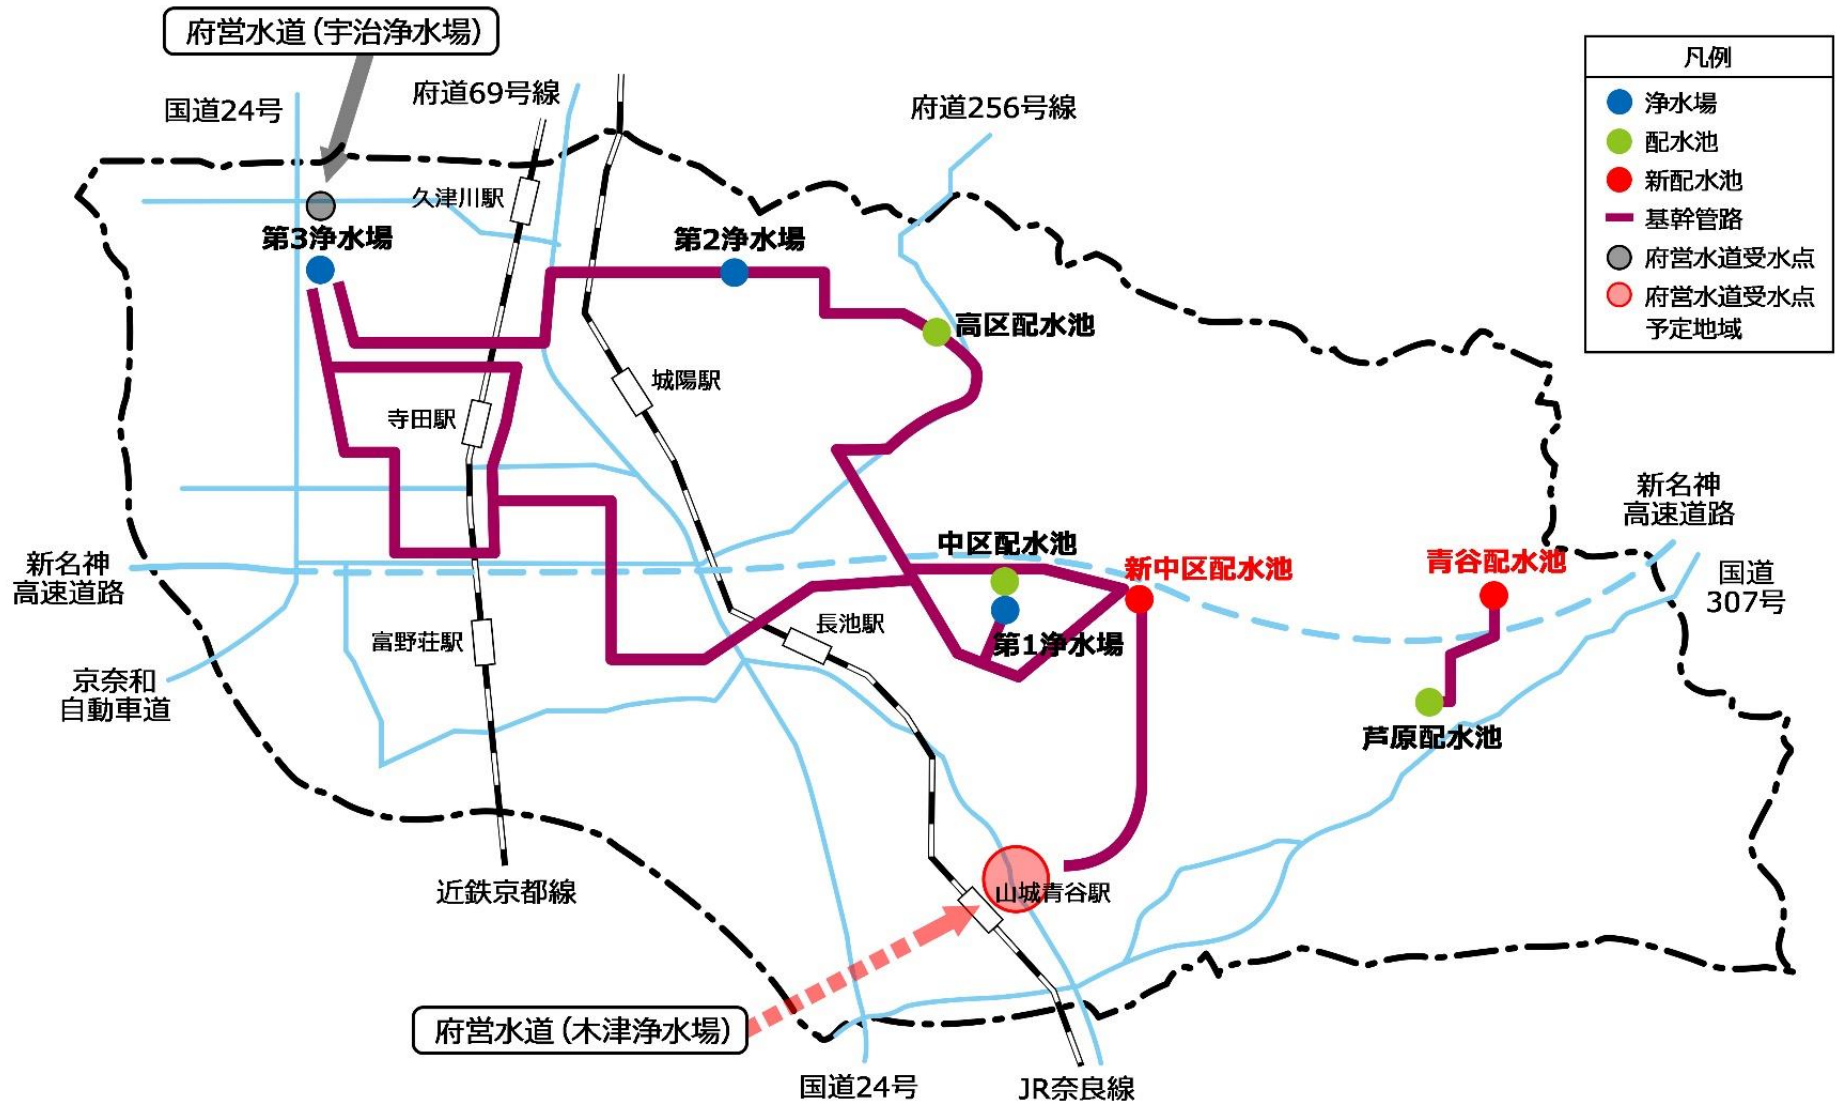 府営水道（宇治浄水場）
国道24号
府道69号線
府道256号線
凡例
浄水場
配水池
新配水池
基幹管路
府営水道受水点
府営水道受水点
予定地域
久津川駅
第3浄水場
第2浄水場
高区配水池
城陽駅
寺田駅
新名神
高速道路
中区配水池
新中区配水池
青谷配水池
新名神
高速道路
国道
307号
富野荘駅
長池駅
第1浄水場
京奈和
自動車道
芦原配水池
近鉄京都線
山城青谷駅
府営水道（木津浄水場）
国道24号
JR奈良線